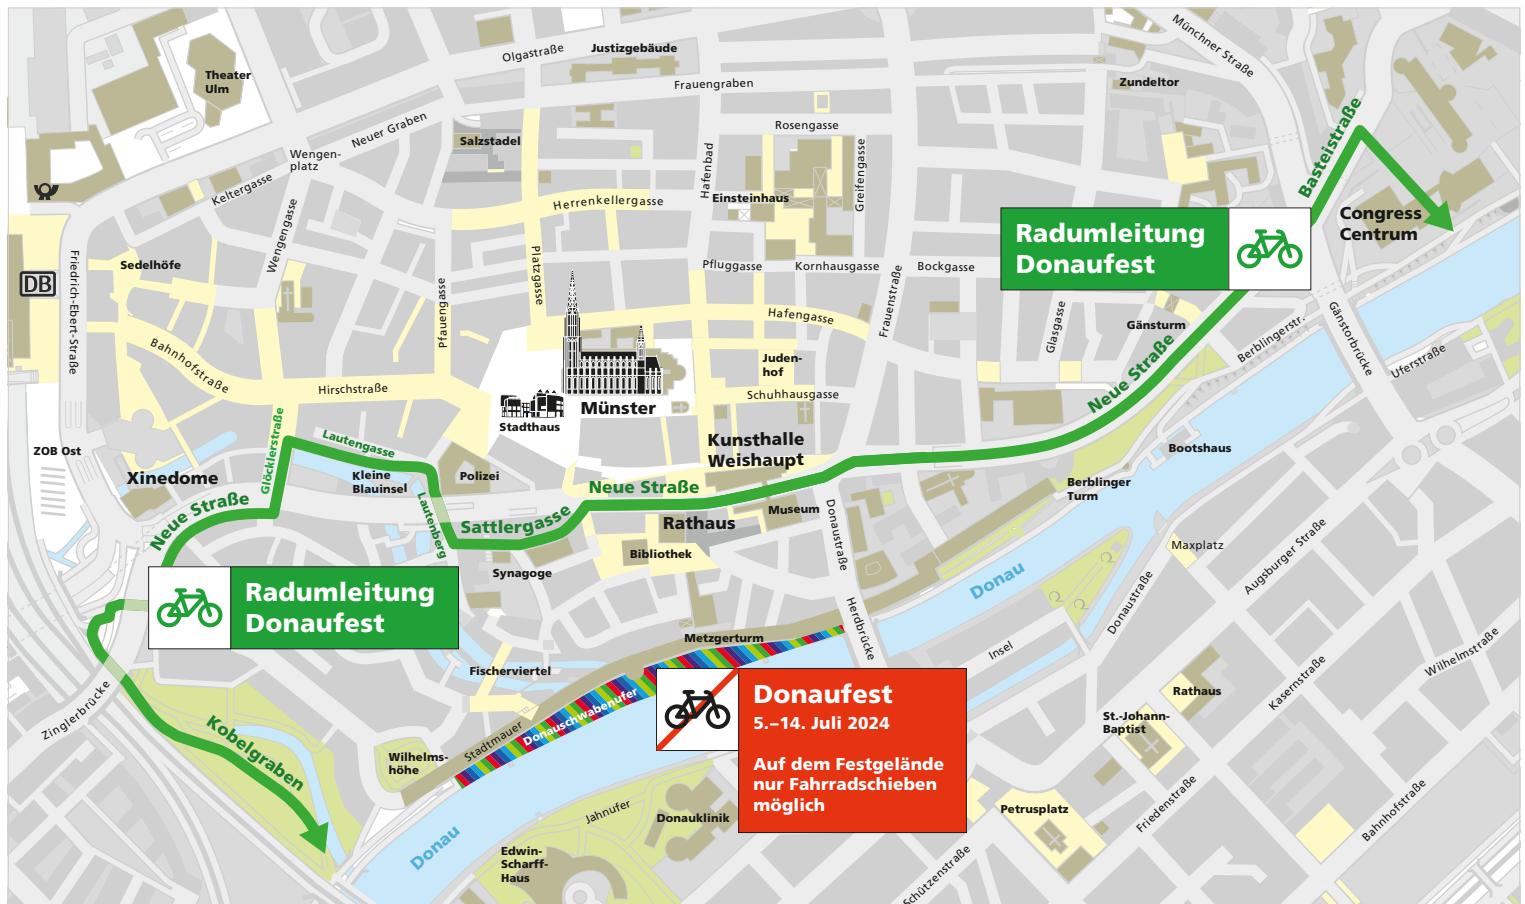 Theater
Ulm
Olgastraße
Justizgebäude
Münchner Straße
Frauengraben
Zundeltor
Neuer Graben
Rosengasse
Salzstadel
Wengen-
platz
Keltergasse
Hafenbad
Greifengasse
Basteistraße
Wengengasse
Herrenkellergasse
Einsteinhaus
Congress
Centrum
Radumleitung
Donaufest
DB
Friedrich-Ebert-Straße
Sedelhöfe
Platzgasse
Pfluggasse
Kornhausgasse
Bockgasse
Pfauengasse
Frauenstraße
Hafengasse
Glasgasse
Gänsturm
Gänstorbrücke
Berblingerstr.
Uferstraße
Bahnhofstraße
Hirschstraße
Juden-
hof
Schuhhausgasse
Neue Straße
Münster
Stadthaus
Glöcklerstraße
Lautengasse
Kunsthalle
Weishaupt
ZOB Ost
Xinedome
Kleine
Blauinsel
Polizei
Bootshaus
Berblinger
Turm
Neue Straße
Neue Straße
Lautenberg
Sattlergasse
Rathaus
Museum
Donaustraße
Bibliothek
Synagoge
Maxplatz
Augsburger Straße
Donau
Donaustraße
Radumleitung
Donaufest
Herdbrücke
Metzgerturm
Insel
Wilhelmstraße
Fischerviertel
Kasernstraße
Zinglerbrücke
Donauschwabenufer
Stadtmauer
Rathaus
Kobelgraben
Wilhelms-
höhe
St.-Johann-
Baptist
Donaufest
5.–14. Juli 2024
Auf dem Festgelände
nur Fahrradschieben
möglich
Jahnufer
Donauklinik
Petrusplatz
Friedenstraße
Bahnhofstraße
Donau
Edwin-
Scharff-
Haus
Schützenstraße